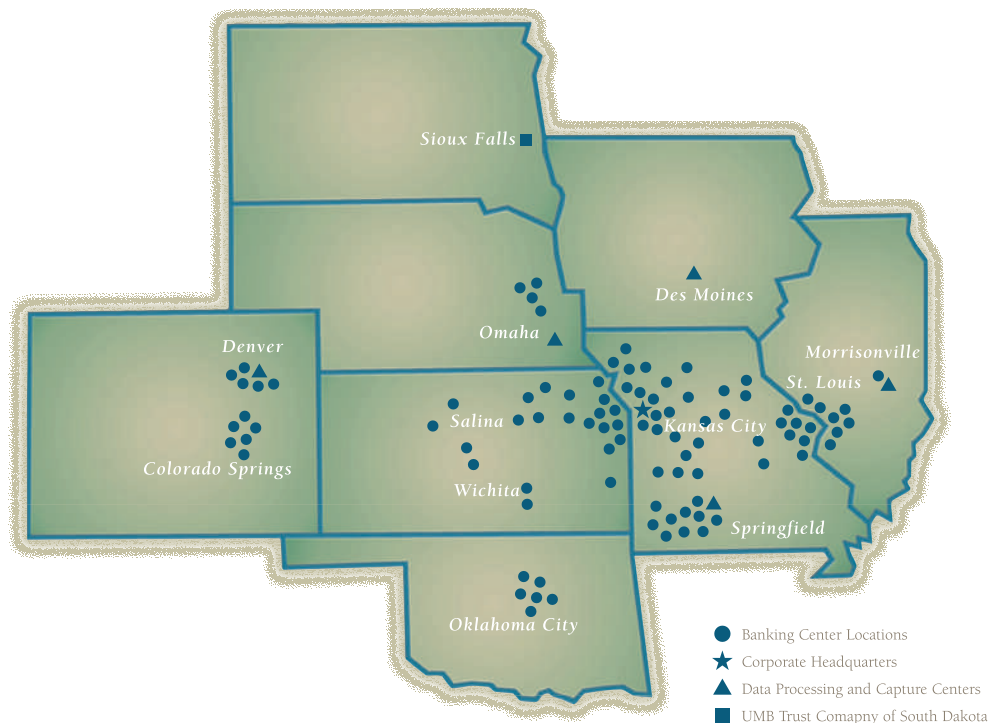 Sioux Falls
Des Moines
Omaha
Denver
Morrisonville
St. Louis
Salina
Kansas City
Colorado Springs
Wichita
Springfield
Oklahoma City
Banking Center Locations
Corporate Headquarters
Data Processing and Capture Centers
UMB Trust Comapny of South Dakota